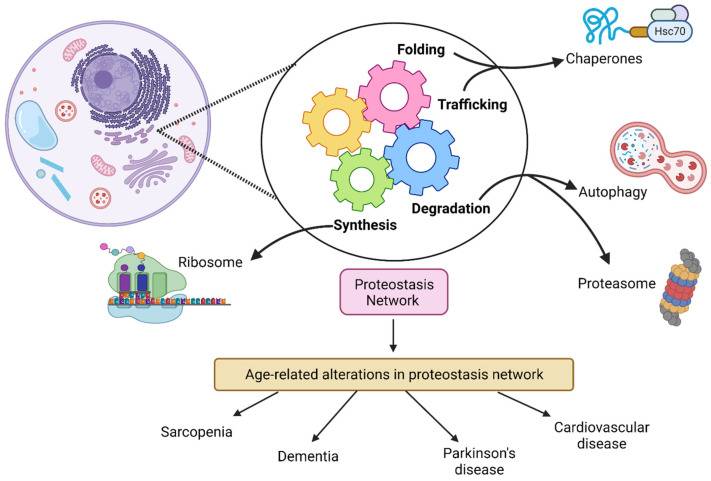 Folding
Hsc70
Chaperones
Trafficking
Autophagy
Degradation
Synthesis
Ribosome
Proteasome
Proteostasis
Network
Age-related alterations in proteostasis network
Sarcopenia
Dementia
Parkinson's
disease
Cardiovascular
disease